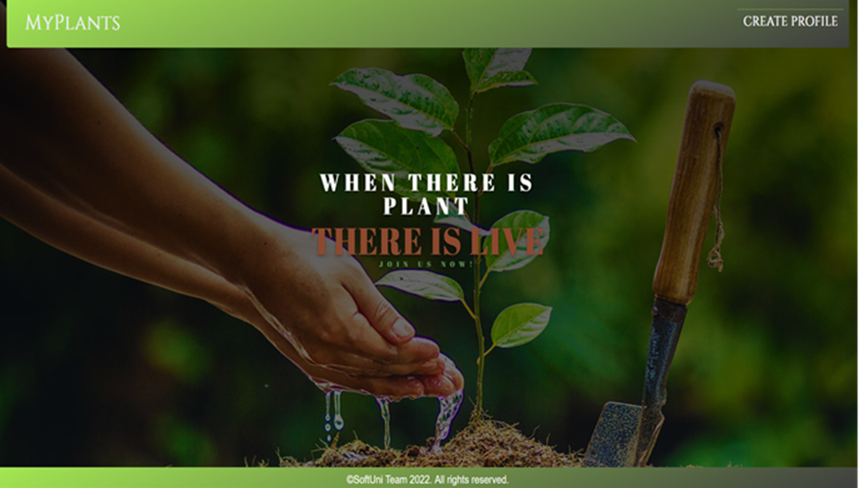 MyPlants
Create Profile
WHEN THERE IS
PLANT
THERE IS LIVE
JOIN US NOW!
©SoftUni Team 2022. All rights reserved.